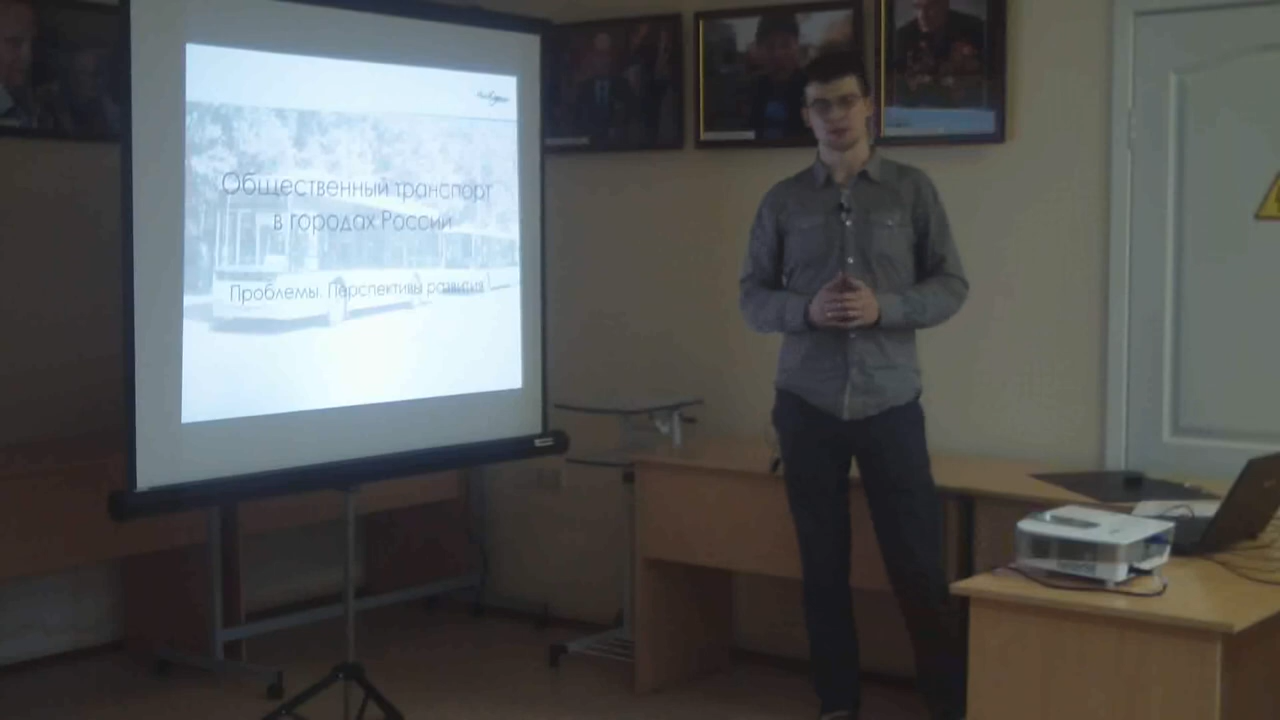 Общественный транспорт
в городах России
Проблемы. Перспективы развития